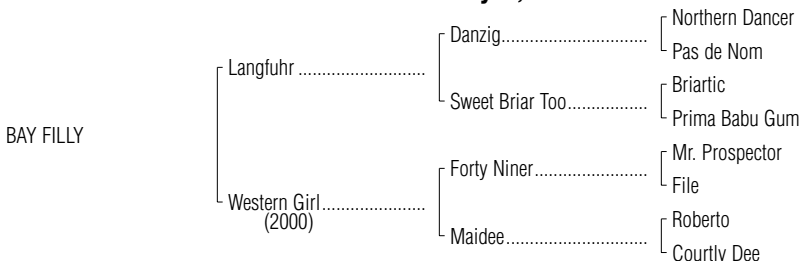 Northern Dancer
Danzig
Pas de Nom
Langfuhr
Briartic
Sweet Briar Too
Prima Babu Gum
BAY FILLY
Mr. Prospector
Forty Niner
File
Western Girl
(2000)
Roberto
Maidee
Courtly Dee